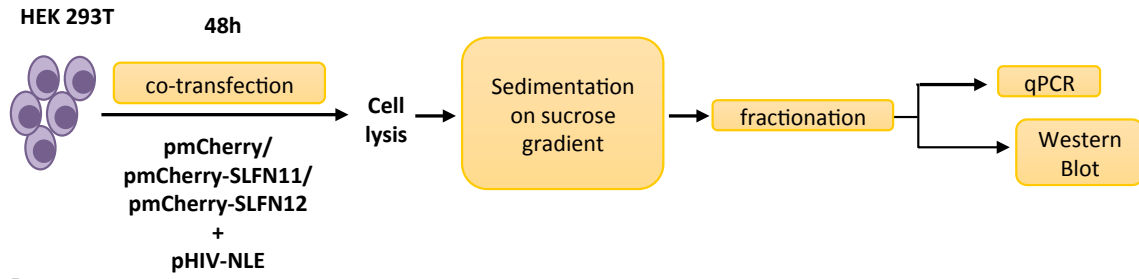 HEK 293T
48h
co-transfection
pmCherry/
pmCherry-SLFN11/
pmCherry-SLFN12
+
pHIV-NLE
Cell
lysis
Sedimentation
on sucrose
gradient
fractionation
qPCR
Western
Blot